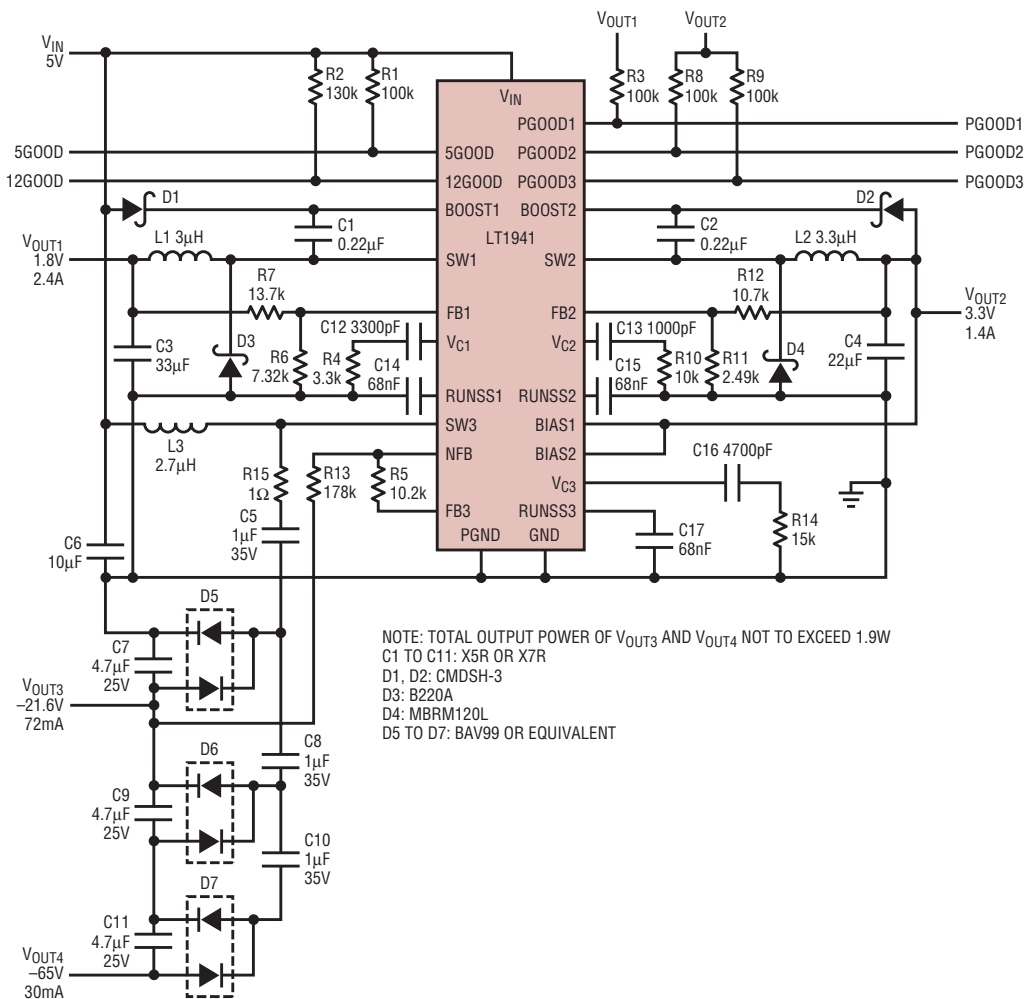 VIN
5V
R2
130k
R1
100k
VOUT1
VOUT2
R3
100k
R8
100k
R9
100k
VIN
PGOOD1
PGOOD1
5GOOD
5GOOD
PGOOD2
PGOOD2
12GOOD
12GOOD
PGOOD3
PGOOD3
D1
BOOST1
BOOST2
D2
C1
0.22µF
LT1941
C2
0.22µF
VOUT1
1.8V
2.4A
L1 3µH
SW1
SW2
L2 3.3µH
R7
13.7k
R12
10.7k
FB1
FB2
VOUT2
3.3V
1.4A
C3
33µF
D3
R6
7.32k
R4
3.3k
C12 3300pF
VC1
VC2
C13 1000pF
C14
68nF
C15
68nF
R10
10k
R11
2.49k
D4
C4
22µF
RUNSS1
RUNSS2
L3
2.7µH
SW3
BIAS1
R15
1Ω
R13
178k
R5
10.2k
NFB
BIAS2
C16 4700pF
VC3
C5
1µF
35V
FB3
RUNSS3
C17
68nF
R14
15k
PGND
GND
C6
10µF
D5
C7
4.7µF
25V
VOUT3
–21.6V
72mA
NOTE: TOTAL OUTPUT POWER OF VOUT3 AND VOUT4 NOT TO EXCEED 1.9W
C1 TO C11: X5R OR X7R
D1, D2: CMDSH-3
D3: B220A
D4: MBRM120L
D5 TO D7: BAV99 OR EQUIVALENT
D6
C8
1µF
35V
C9
4.7µF
25V
C10
1µF
35V
D7
C11
4.7µF
25V
VOUT4
–65V
30mA